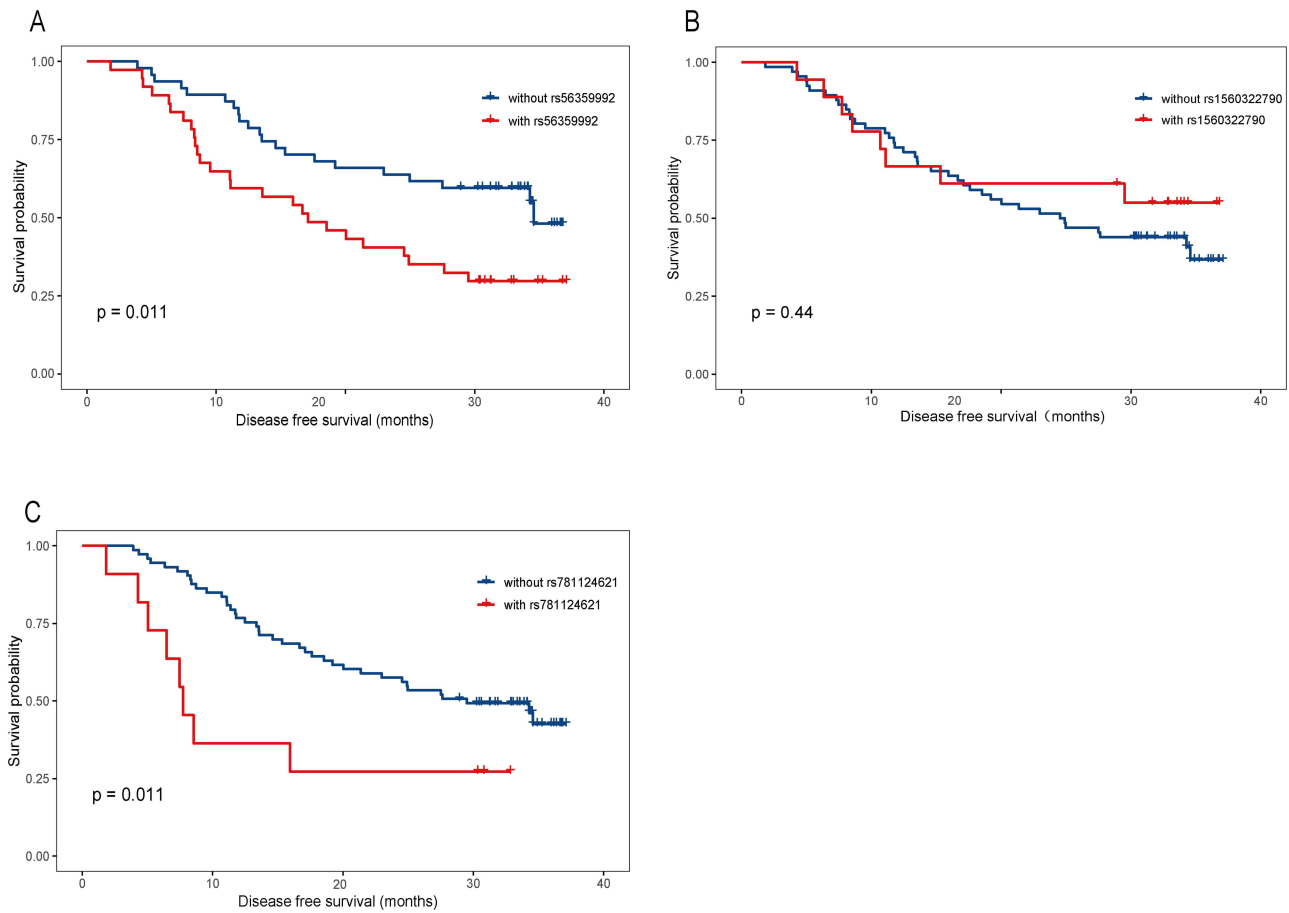 A
Survival probability
1.00
0.75
0.50
0.25
0.00
without rs56359992
with rs56359992
p = 0.011
0 10 20 30 40
Disease free survival (months)
B
Survival probability
1.00
0.75
0.50
0.25
0.00
without rs1560322790
with rs1560322790
p = 0.44
0 10 20 30 40
Disease free survival（months）
C
Survival probability
1.00
0.75
0.50
0.25
0.00
without rs781124621
with rs781124621
p = 0.011
0 10 20 30 40
Disease free survival (months)